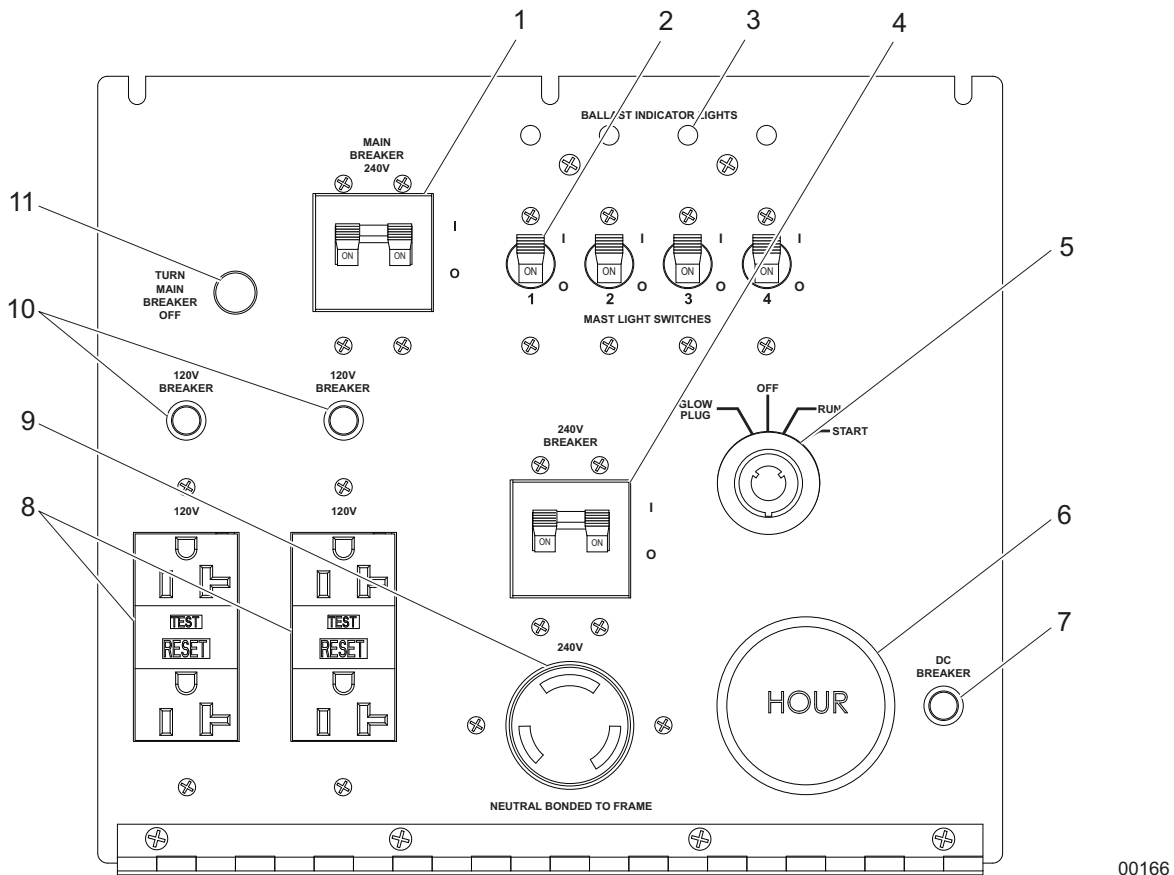 1
2
3
4
BALLAST INDICATOR LIGHTS
MAIN
BREAKER
240V
11
I
I
I
I
I
ON
ON
ON
ON
ON
ON
5
O
O
O
O
O
1
2
3
4
TURN
MAIN
BREAKER
OFF
MAST LIGHT SWITCHES
10
120V
BREAKER
120V
BREAKER
OFF
GLOW
PLUG
RUN
START
9
240V
BREAKER
8
120V
120V
I
6
ON
ON
O
TEST
RESET
TEST
RESET
240V
7
DC
BREAKER
HOUR
NEUTRAL BONDED TO FRAME
00166